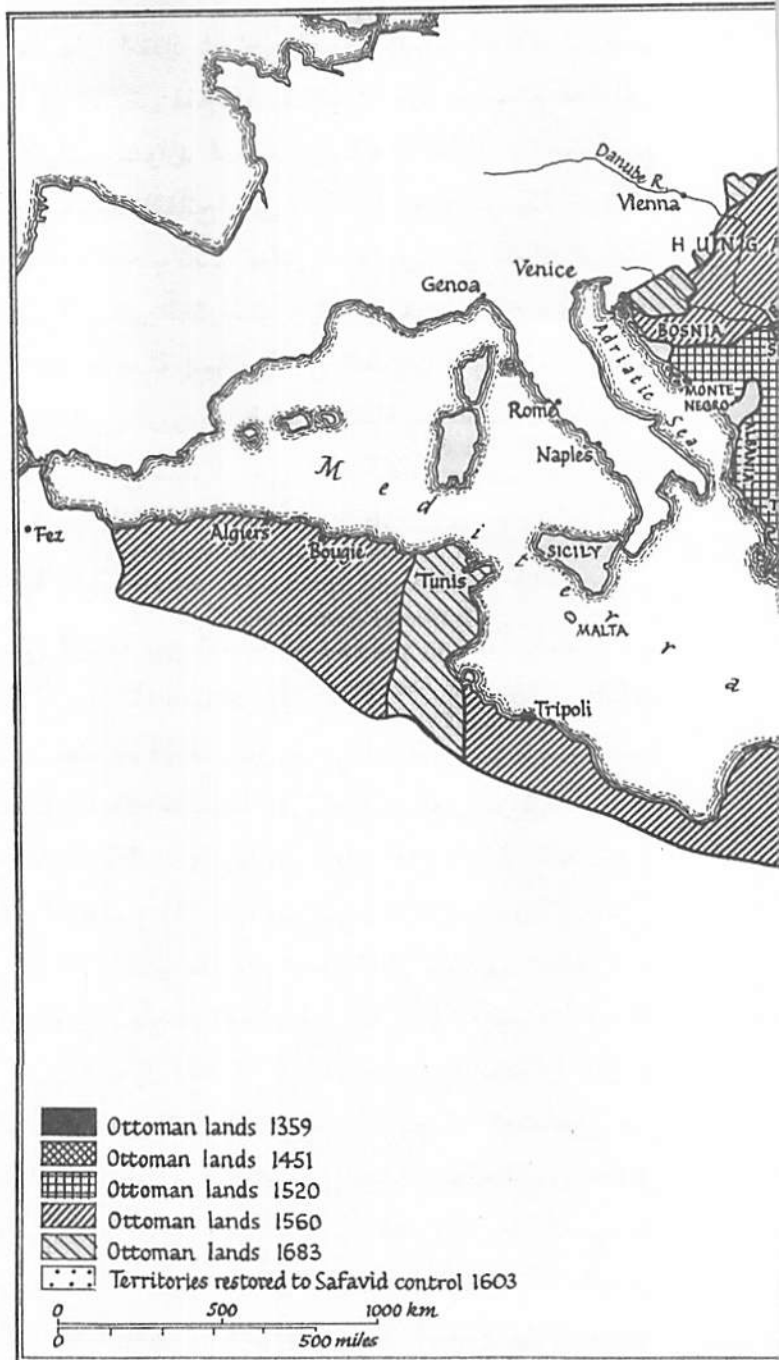 Danube R.
Vienna
HUNG
Venice
Genoa
BOSNIA
S
Adriatic Sea
MONTE
NEGRO
Rome
ALBANIA
Naples
M e d i t e r r a
Fez
Algiers
Bougie
Tunis
SICILY
MALTA
Tripoli
Ottoman lands 1359
Ottoman lands 1451
Ottoman lands 1520
Ottoman lands 1560
Ottoman lands 1683
Territories restored to Safavid control 1603
0 500 1000 km
0 500 miles